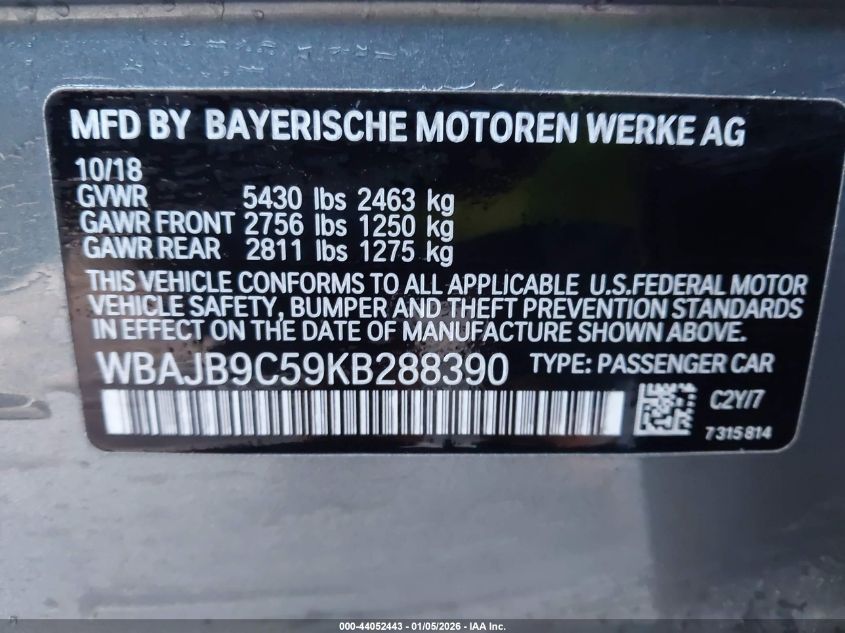 MFD BY BAYERISCHE MOTOREN WERKE AG
10/18
GVWR 5430 lbs 2463 kg
GAWR FRONT 2756 lbs 1250 kg
GAWR REAR 2811 lbs 1275 kg
THIS VEHICLE CONFORMS TO ALL APPLICABLE U.S.FEDERAL MOTOR
VEHICLE SAFETY, BUMPER AND THEFT PREVENTION STANDARDS
IN EFFECT ON THE DATE OF MANUFACTURE SHOWN ABOVE.
WBAJB9C59KB288390 TYPE: PASSENGER CAR
C2Y/7
7315814
000-44052443 - 01/05/2026 - IAA Inc.